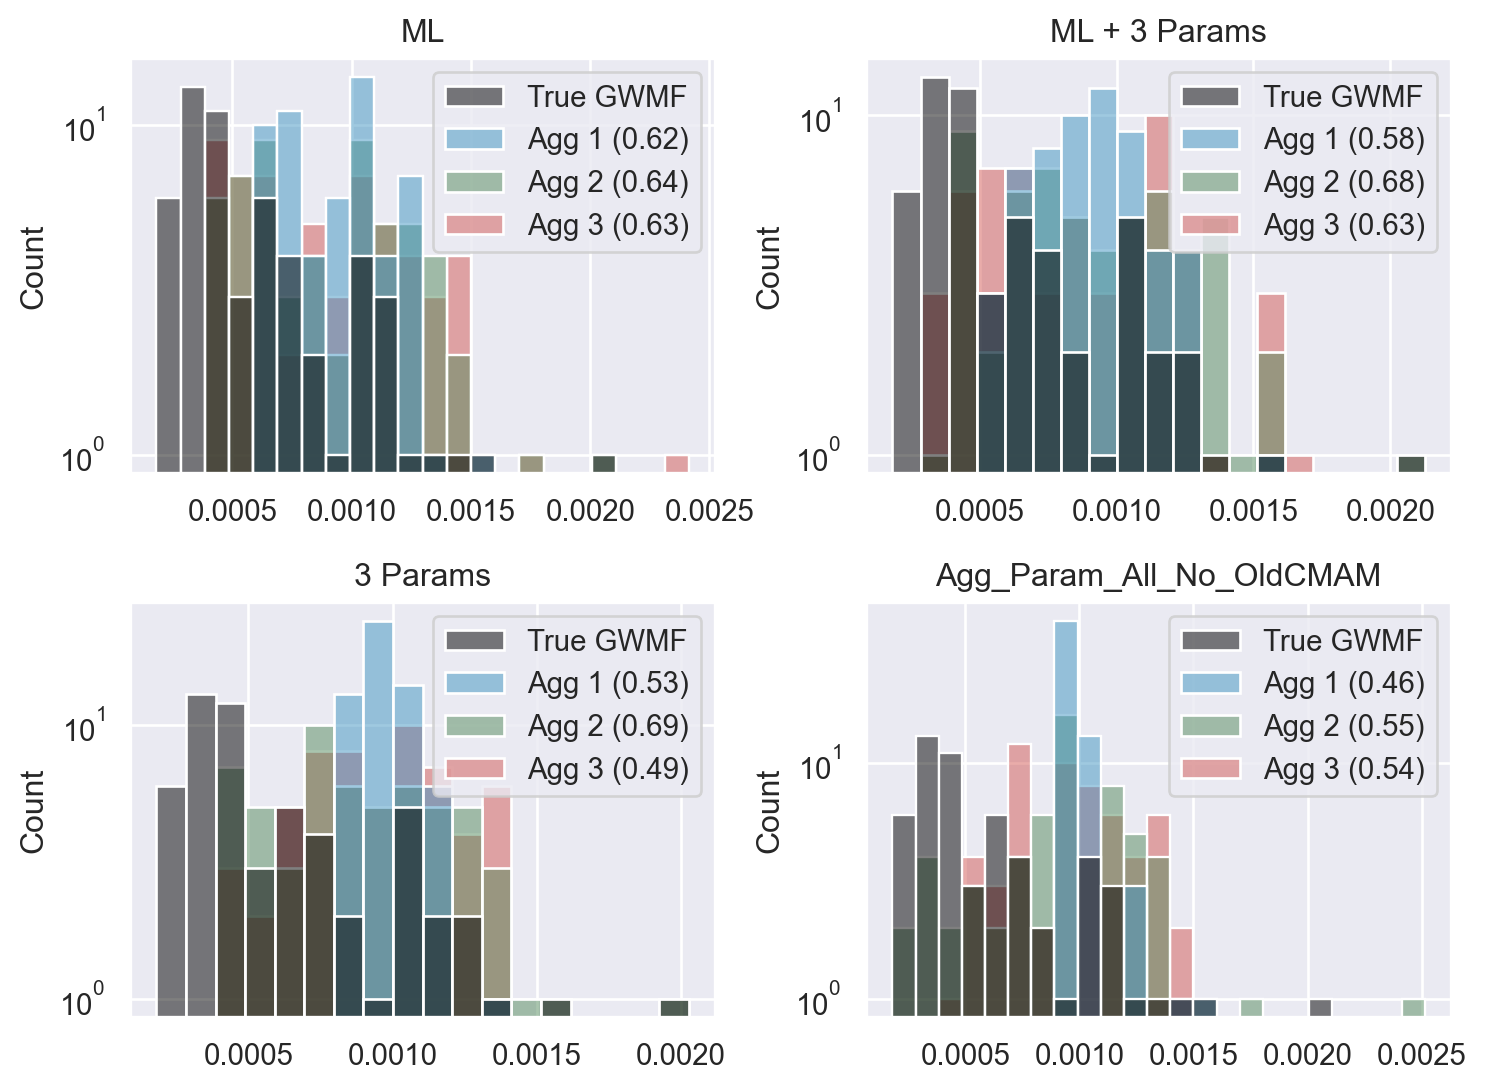 ML
Count
10^1
10^0
True GWMF
Agg 1 (0.62)
Agg 2 (0.64)
Agg 3 (0.63)
0.0005 0.0010 0.0015 0.0020 0.0025
ML + 3 Params
Count
10^1
10^0
True GWMF
Agg 1 (0.58)
Agg 2 (0.68)
Agg 3 (0.63)
0.0005 0.0010 0.0015 0.0020
3 Params
Count
10^1
10^0
True GWMF
Agg 1 (0.53)
Agg 2 (0.69)
Agg 3 (0.49)
0.0005 0.0010 0.0015 0.0020
Agg_Param_All_No_OldCMAM
Count
10^1
10^0
True GWMF
Agg 1 (0.46)
Agg 2 (0.55)
Agg 3 (0.54)
0.0005 0.0010 0.0015 0.0020 0.0025